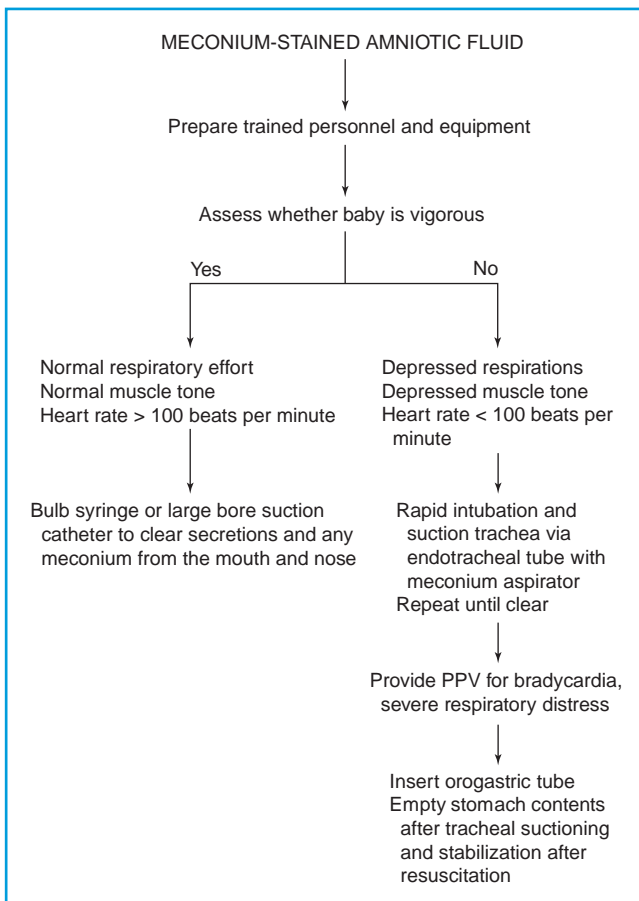 MECONIUM-STAINED AMNIOTIC FLUID
Prepare trained personnel and equipment
Assess whether baby is vigorous
Yes
No
Normal respiratory effort
Normal muscle tone
Heart rate > 100 beats per minute
Bulb syringe or large bore suction
catheter to clear secretions and any
meconium from the mouth and nose
Depressed respirations
Depressed muscle tone
Heart rate < 100 beats per
minute
Rapid intubation and
suction trachea via
endotracheal tube with
meconium aspirator
Repeat until clear
Provide PPV for bradycardia,
severe respiratory distress
Insert orogastric tube
Empty stomach contents
after tracheal suctioning
and stabilization after
resuscitation